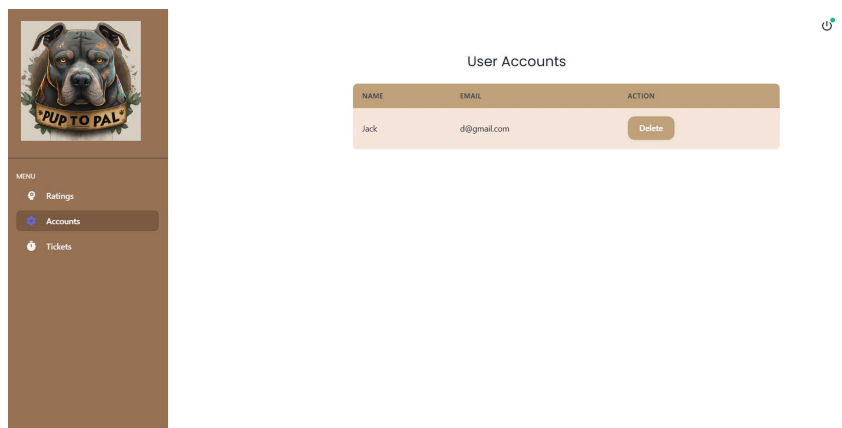 PUP TO PAL
MENU
Ratings
Accounts
Tickets
User Accounts
NAME EMAIL ACTION
Jack d@gmail.com Delete